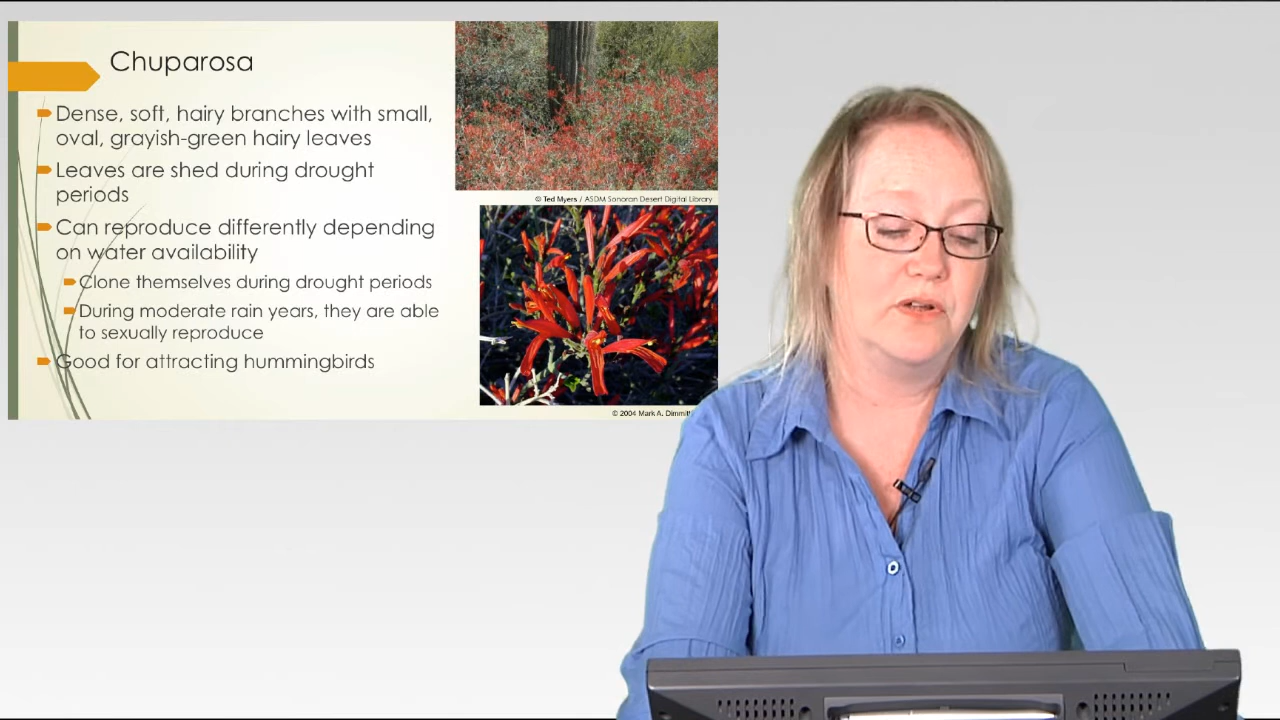 Chuparosa
Dense, soft, hairy branches with small,
oval, grayish-green hairy leaves
Leaves are shed during drought
periods
Can reproduce differently depending
on water availability
Clone themselves during drought periods
During moderate rain years, they are able
to sexually reproduce
Good for attracting hummingbirds
© Ted Myers / ASDM Sonoran Desert Digital Library
© 2004 Mark A.